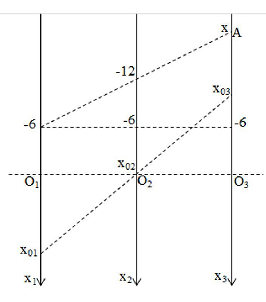 x A
-12
x₀₃
-6 -6 -6
x₀₂
O₁ O₂ O₃
x₀₁
x₁ x₂ x₃